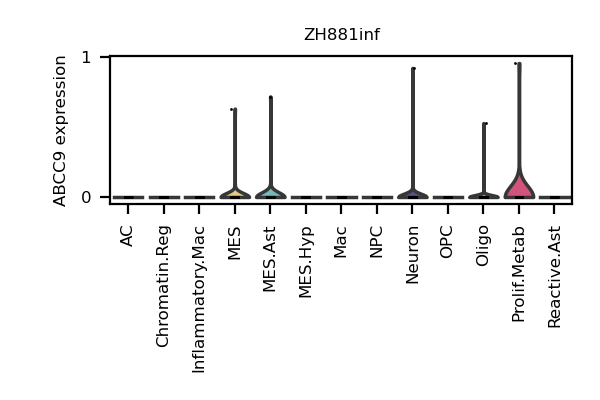 ZH881inf
ABCC9 expression
1
0
AC
Chromatin.Reg
Inflammatory.Mac
MES
MES.Ast
MES.Hyp
Mac
NPC
Neuron
OPC
Oligo
Prolif.Metab
Reactive.Ast